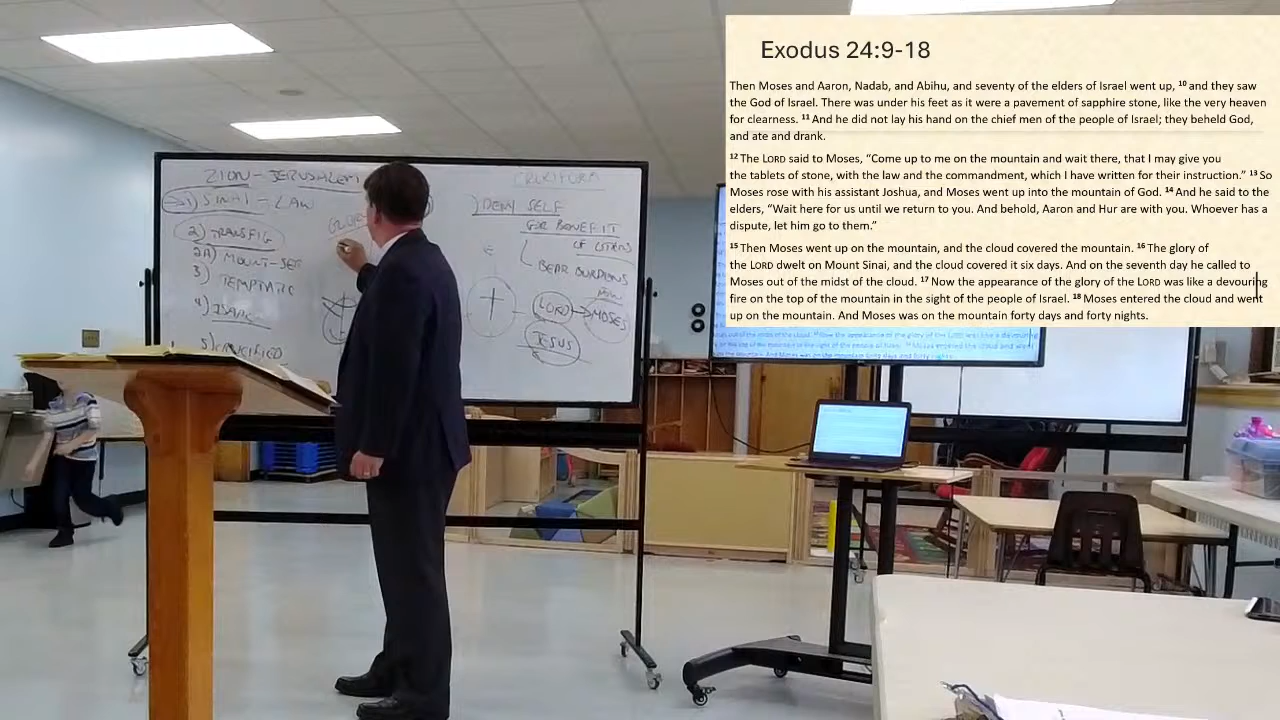 Exodus 24:9-18
Then Moses and Aaron, Nadab, and Abihu, and seventy of the elders of Israel went up, 10 and they saw
the God of Israel. There was under his feet as it were a pavement of sapphire stone, like the very heaven
for clearness. 11 And he did not lay his hand on the chief men of the people of Israel; they beheld God,
and ate and drank.
12 The LORD said to Moses, “Come up to me on the mountain and wait there, that I may give you
the tablets of stone, with the law and the commandment, which I have written for their instruction.” 13 So
Moses rose with his assistant Joshua, and Moses went up into the mountain of God. 14 And he said to the
elders, “Wait here for us until we return to you. And behold, Aaron and Hur are with you. Whoever has a
dispute, let him go to them.”
15 Then Moses went up on the mountain, and the cloud covered the mountain. 16 The glory of
the LORD dwelt on Mount Sinai, and the cloud covered it six days. And on the seventh day he called to
Moses out of the midst of the cloud. 17 Now the appearance of the glory of the LORD was like a devouring
fire on the top of the mountain in the sight of the people of Israel. 18 Moses entered the cloud and went
up on the mountain. And Moses was on the mountain forty days and forty nights.
ZION - JERUSALEM
1) SINAI - LAW
2) TRANSFIG
2A) MOUNT-SER
3) TEMPTATIO
4) ISAAC
5)
CRUCIFORM
) DENY SELF
FOR BENEFIT
OF OTHERS
BEAR BURDENS
LORD
MOSES
JESUS